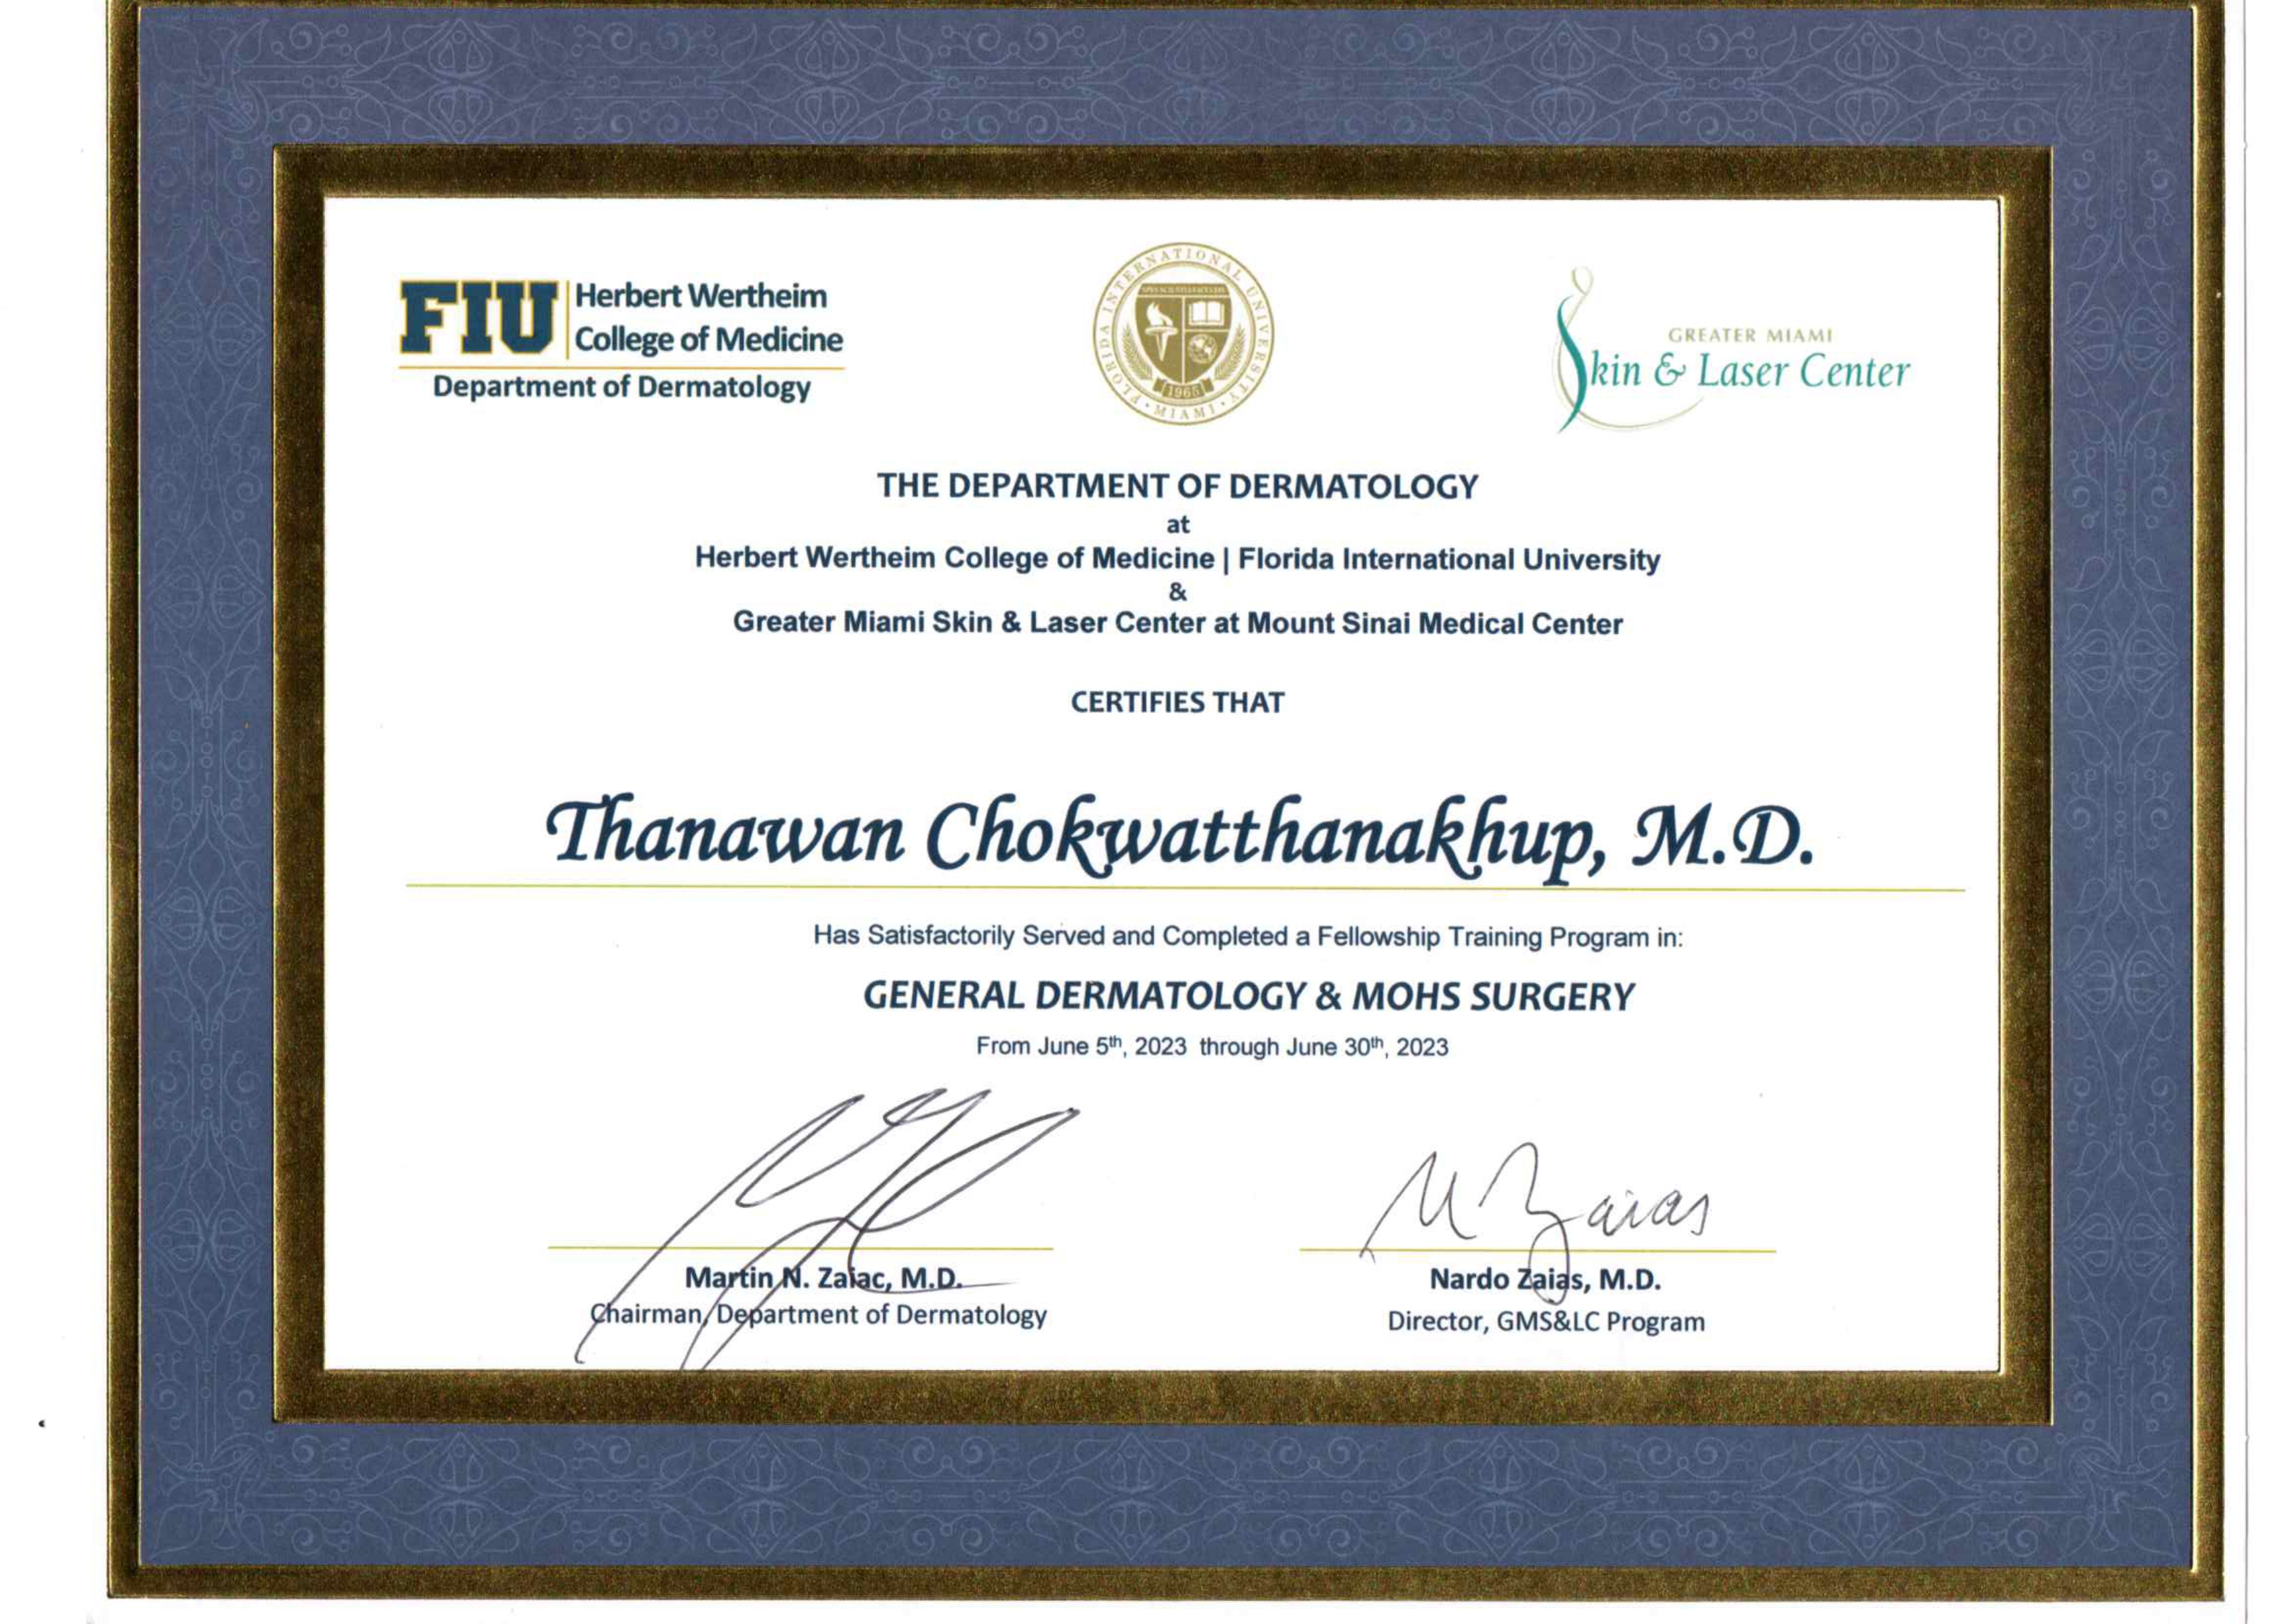 FIU
Herbert Wertheim
College of Medicine
Department of Dermatology
FLORIDA INTERNATIONAL UNIVERSITY
• MIAMI •
1965
GREATER MIAMI
Skin & Laser Center
THE DEPARTMENT OF DERMATOLOGY
at
Herbert Wertheim College of Medicine | Florida International University
&
Greater Miami Skin & Laser Center at Mount Sinai Medical Center
CERTIFIES THAT
Thanawan Chokwatthanakhup, M.D.
Has Satisfactorily Served and Completed a Fellowship Training Program in:
GENERAL DERMATOLOGY & MOHS SURGERY
From June 5th, 2023 through June 30th, 2023
N Zaias
Martin N. Zaiac, M.D.
Nardo Zaias, M.D.
Chairman, Department of Dermatology
Director, GMS&LC Program